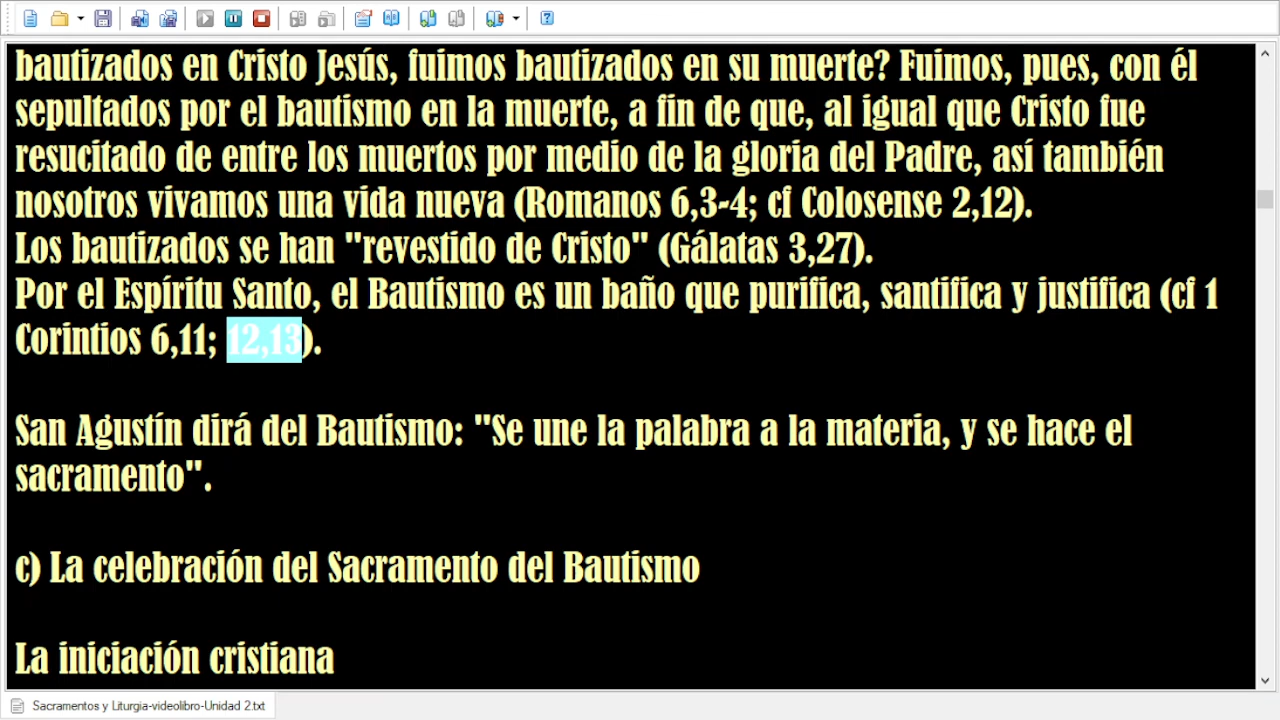 bautizados en Cristo Jesús, fuimos bautizados en su muerte? Fuimos, pues, con él
sepultados por el bautismo en la muerte, a fin de que, al igual que Cristo fue
resucitado de entre los muertos por medio de la gloria del Padre, así también
nosotros vivamos una vida nueva (Romanos 6,3-4; cf Colosense 2,12).
Los bautizados se han "revestido de Cristo" (Gálatas 3,27).
Por el Espíritu Santo, el Bautismo es un baño que purifica, santifica y justifica (cf 1
Corintios 6,11; 12,13).
San Agustín dirá del Bautismo: "Se une la palabra a la materia, y se hace el
sacramento".
c) La celebración del Sacramento del Bautismo
La iniciación cristiana
Sacramentos y Liturgia-videolibro-Unidad 2.txt